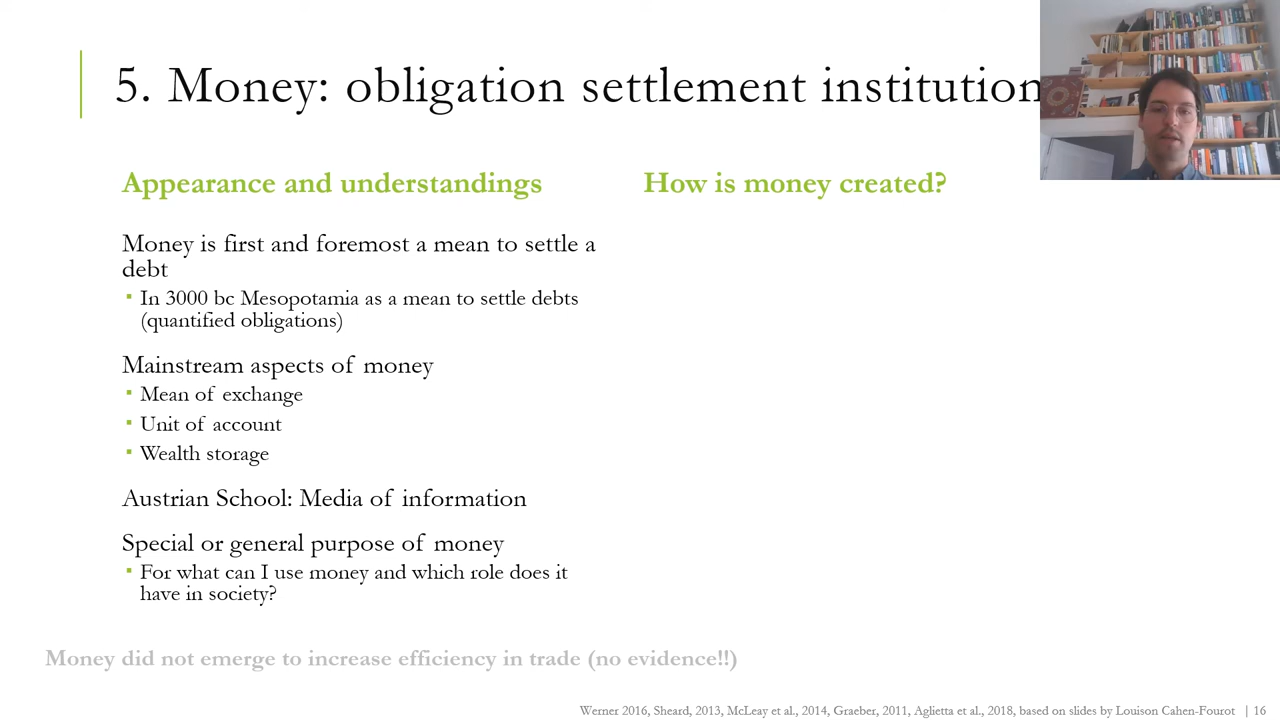 5. Money: obligation settlement institution
Appearance and understandings
Money is first and foremost a mean to settle a
debt
▪ In 3000 bc Mesopotamia as a mean to settle debts
(quantified obligations)
Mainstream aspects of money
▪ Mean of exchange
▪ Unit of account
▪ Wealth storage
Austrian School: Media of information
Special or general purpose of money
▪ For what can I use money and which role does it
have in society?
How is money created?
Money did not emerge to increase efficiency in trade (no evidence!!)
Werner 2016, Sheard, 2013, McLeay et al., 2014, Graeber, 2011, Aglietta et al., 2018, based on slides by Louison Cahen-Fourot | 16